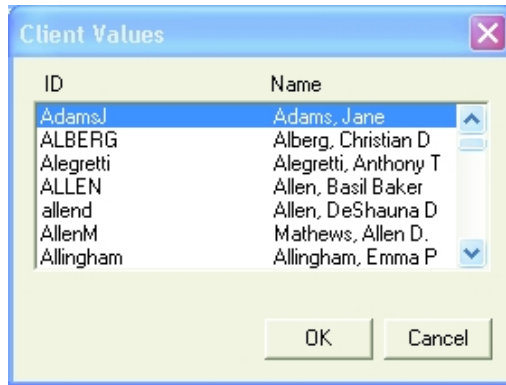 Client Values
ID Name
AdamsJ Adams, Jane
ALBERG Alberg, Christian D
Alegretti Alegretti, Anthony T
ALLEN Allen, Basil Baker
allend Allen, DeShauna D
AllenM Mathews, Allen D.
Allingham Allingham, Emma P
OK Cancel